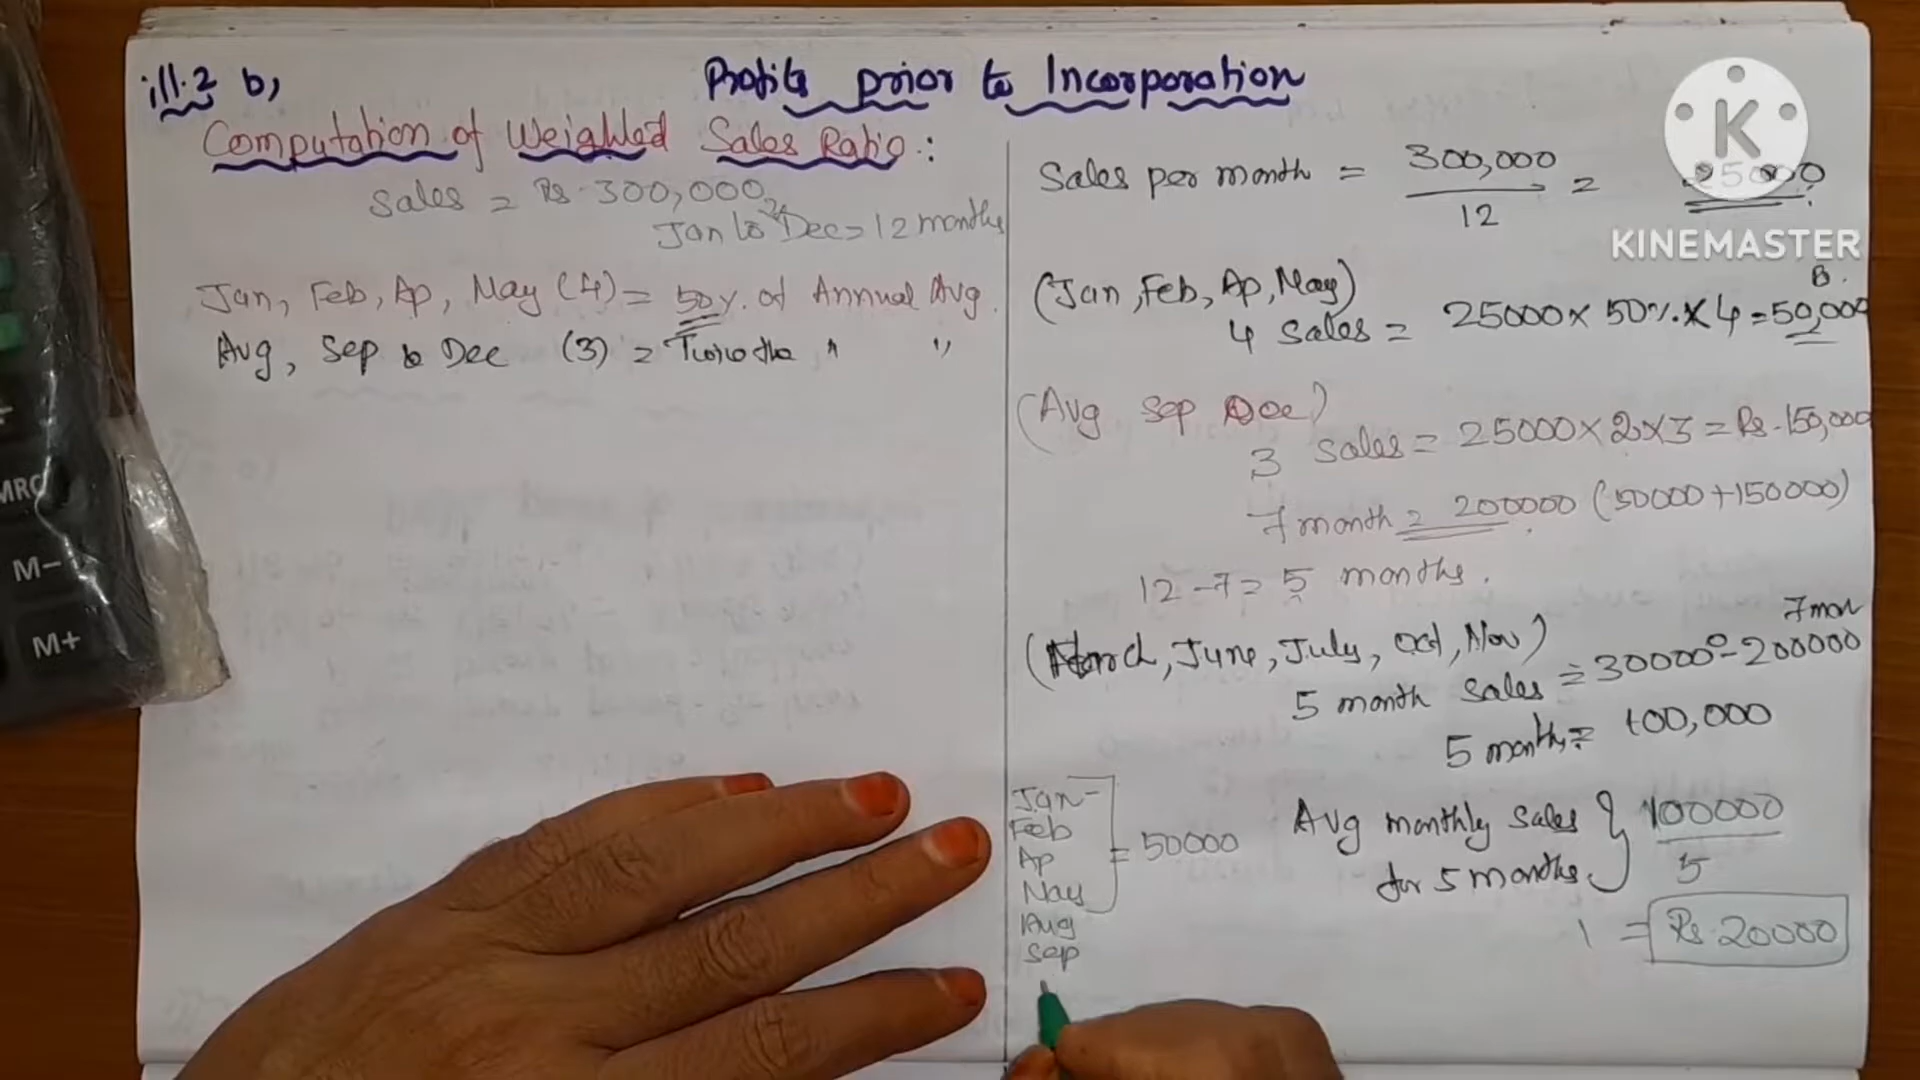 ill.2 b, Profits prior to Incorporation
Computation of Weighted Sales Ratio :
Sales = Rs. 300,000
Jan to Dec = 12 months
Jan, Feb, Ap, May (4) = 50%. of Annual Avg.
Aug, Sep & Dec (3) = Twice the " "
Sales per month = 300,000 / 12 = 25000
(Jan, Feb, Ap, May)
4 Sales = 25000 × 50% × 4 = 50,000
(Aug Sep Dec)
3 Sales = 25000 × 2 × 3 = Rs. 150,000
7 month = 200000 (50000 + 150000)
12 - 7 = 5 months.
7 mon
(March, June, July, Oct, Nov)
5 month Sales = 300000 - 200000
5 months = 100,000
Avg monthly Sales for 5 months } 100000 / 5
= Rs. 20000
Jan -
Feb
Ap
May
= 50000
Aug
Sep
K
KINEMASTER
MRC
M-
M+